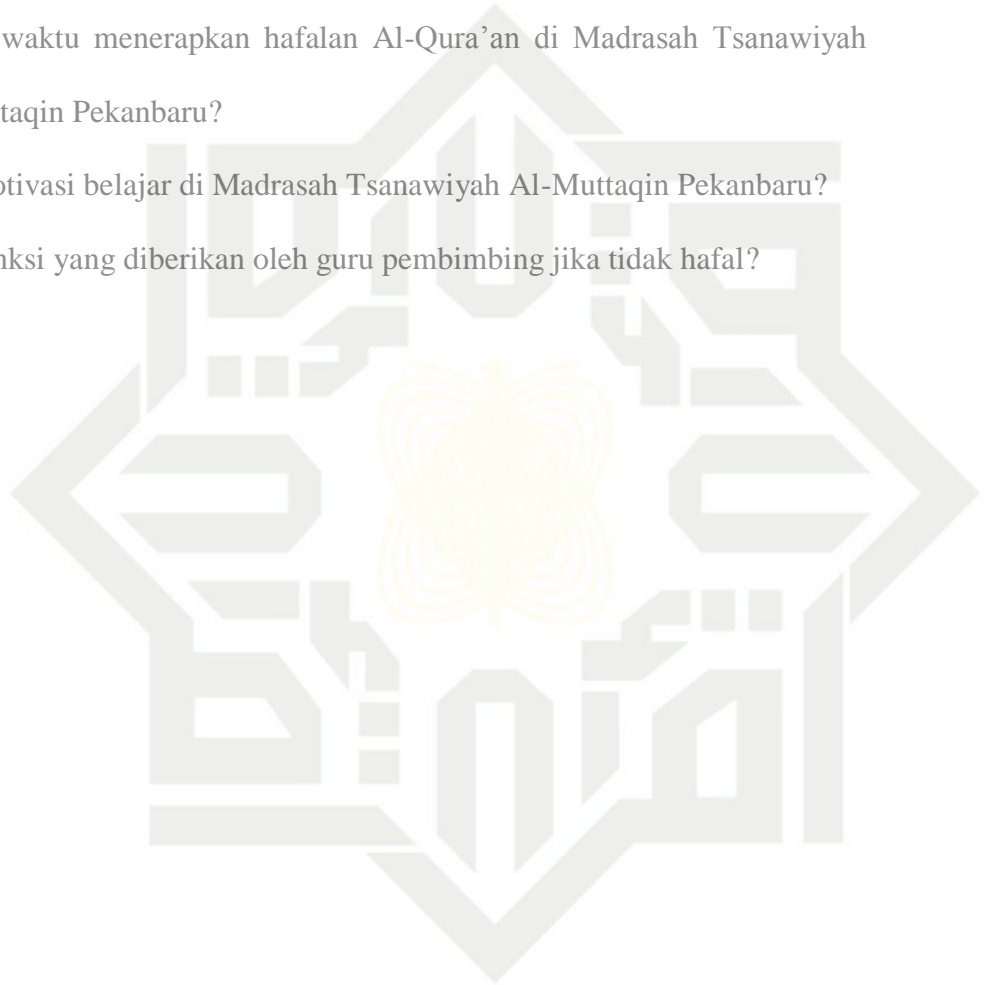 waktu menerapkan hafalan Al-Qura’an di Madrasah Tsanawiyah
taqin Pekanbaru?
otivasi belajar di Madrasah Tsanawiyah Al-Muttaqin Pekanbaru?
nksi yang diberikan oleh guru pembimbing jika tidak hafal?